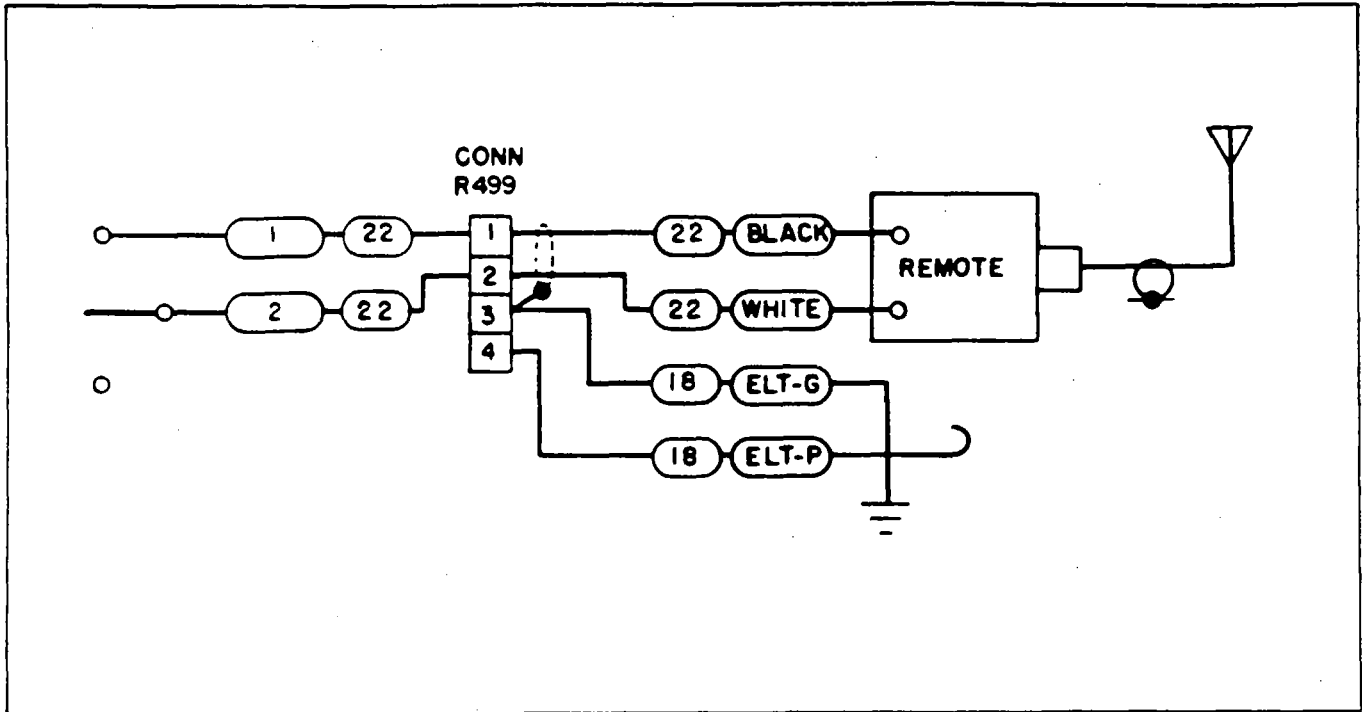 CONN
R499
1 22 1 22 BLACK
2 22 2 22 WHITE
REMOTE
3 18 ELT-G
4 18 ELT-P